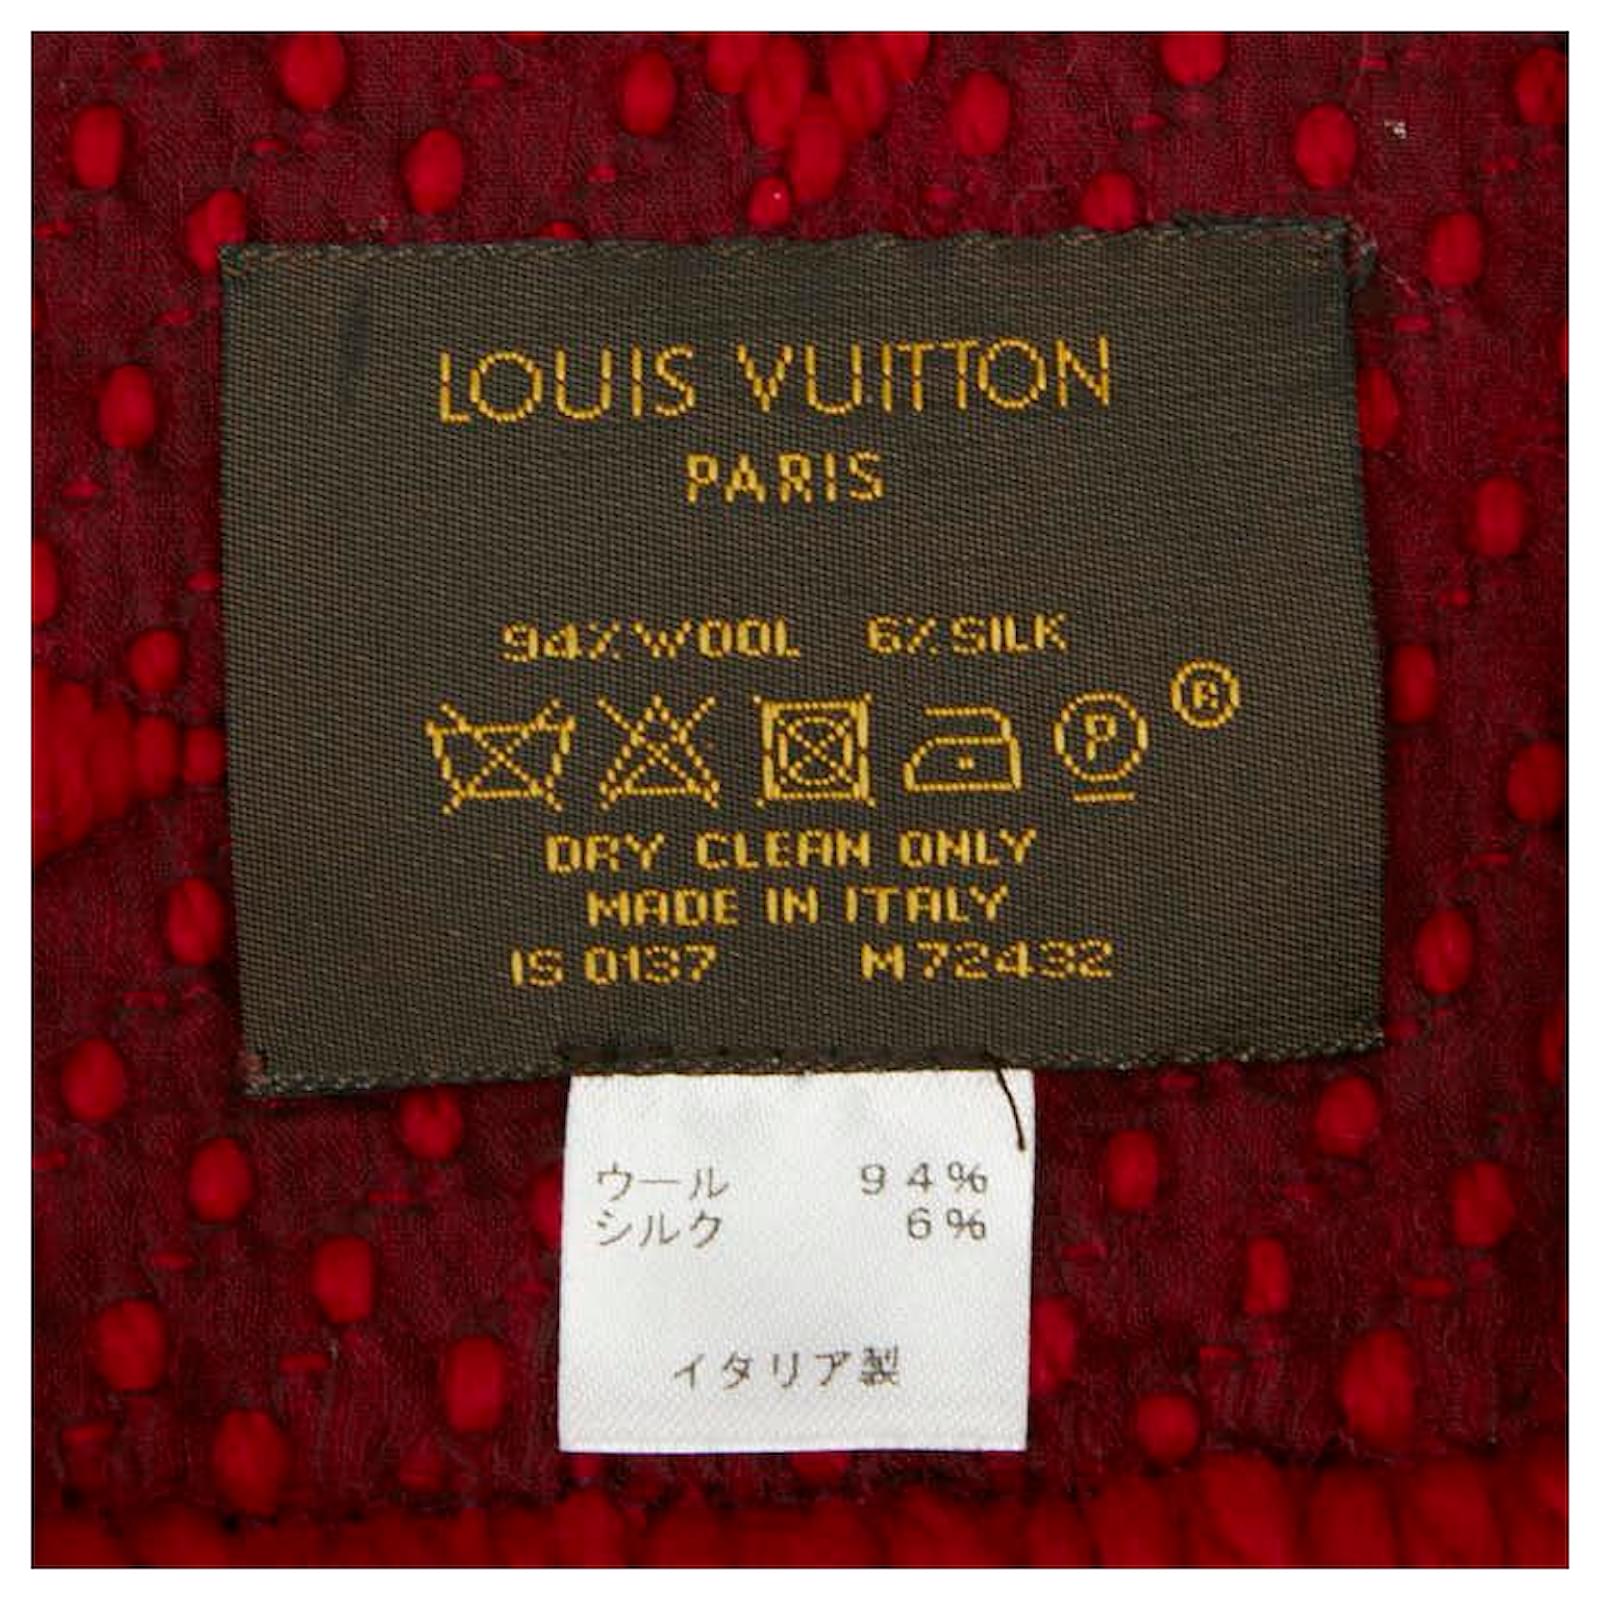 LOUIS VUITTON
PARIS
94% WOOL 6% SILK
P ®
DRY CLEAN ONLY
MADE IN ITALY
IS 0137 M72432
ウール 94%
シルク 6%
イタリア製